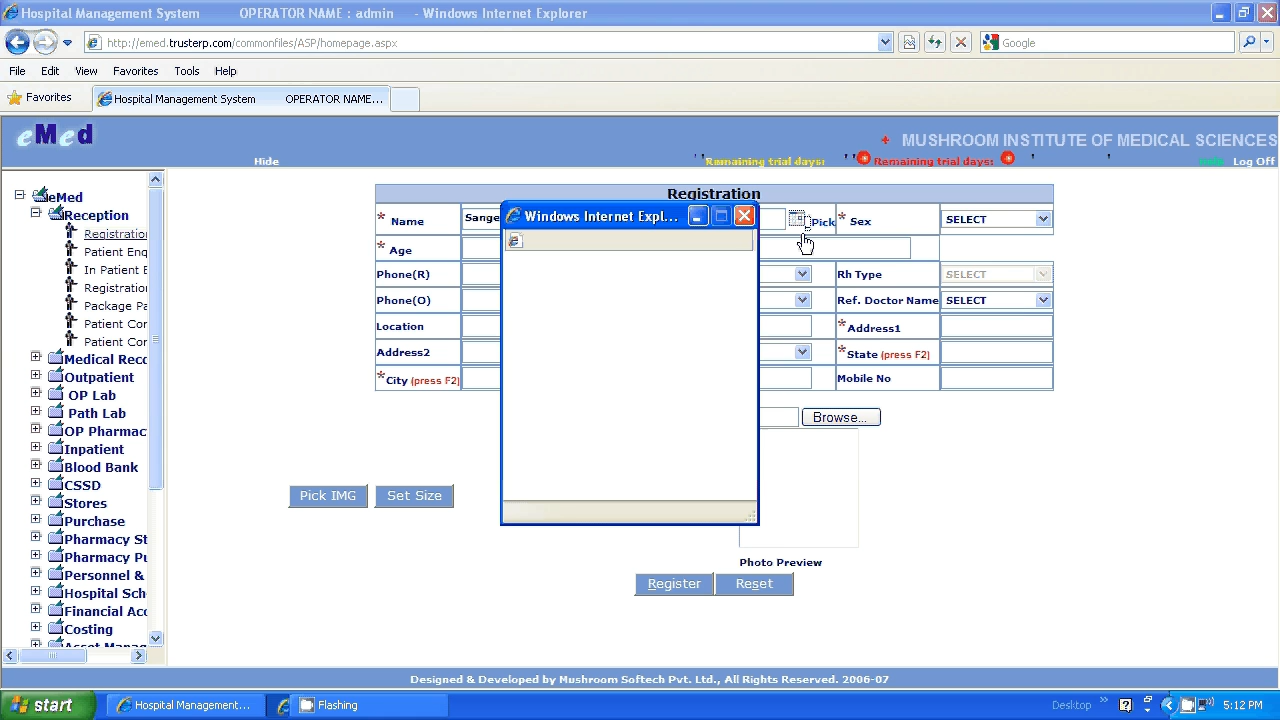 Hospital Management System OPERATOR NAME : admin - Windows Internet Explorer
http://emed.trusterp.com/commonfiles/ASP/homepage.aspx
Google
File Edit View Favorites Tools Help
Favorites
Hospital Management System OPERATOR NAME...
eMed
MUSHROOM INSTITUTE OF MEDICAL SCIENCES
Hide
Remaining trial days:
Remaining trial days:
Help
Log Off
eMed
Reception
Registration
Patient Enq
In Patient E
Registration
Package Pa
Patient Cor
Patient Cor
Medical Reco
Outpatient
OP Lab
Path Lab
OP Pharmac
Inpatient
Blood Bank
CSSD
Stores
Purchase
Pharmacy St
Pharmacy Pu
Personnel &
Hospital Sch
Financial Acc
Costing
Asset Manag
Registration
* Name Sange Pick * Sex SELECT
* Age
Phone(R) Rh Type SELECT
Phone(O) Ref. Doctor Name SELECT
Location * Address1
Address2 * State (press F2)
* City (press F2) Mobile No
Windows Internet Expl...
Browse...
Pick IMG Set Size
Photo Preview
Register Reset
Designed & Developed by Mushroom Softech Pvt. Ltd., All Rights Reserved. 2006-07
start Hospital Management... Flashing Desktop » 5:12 PM